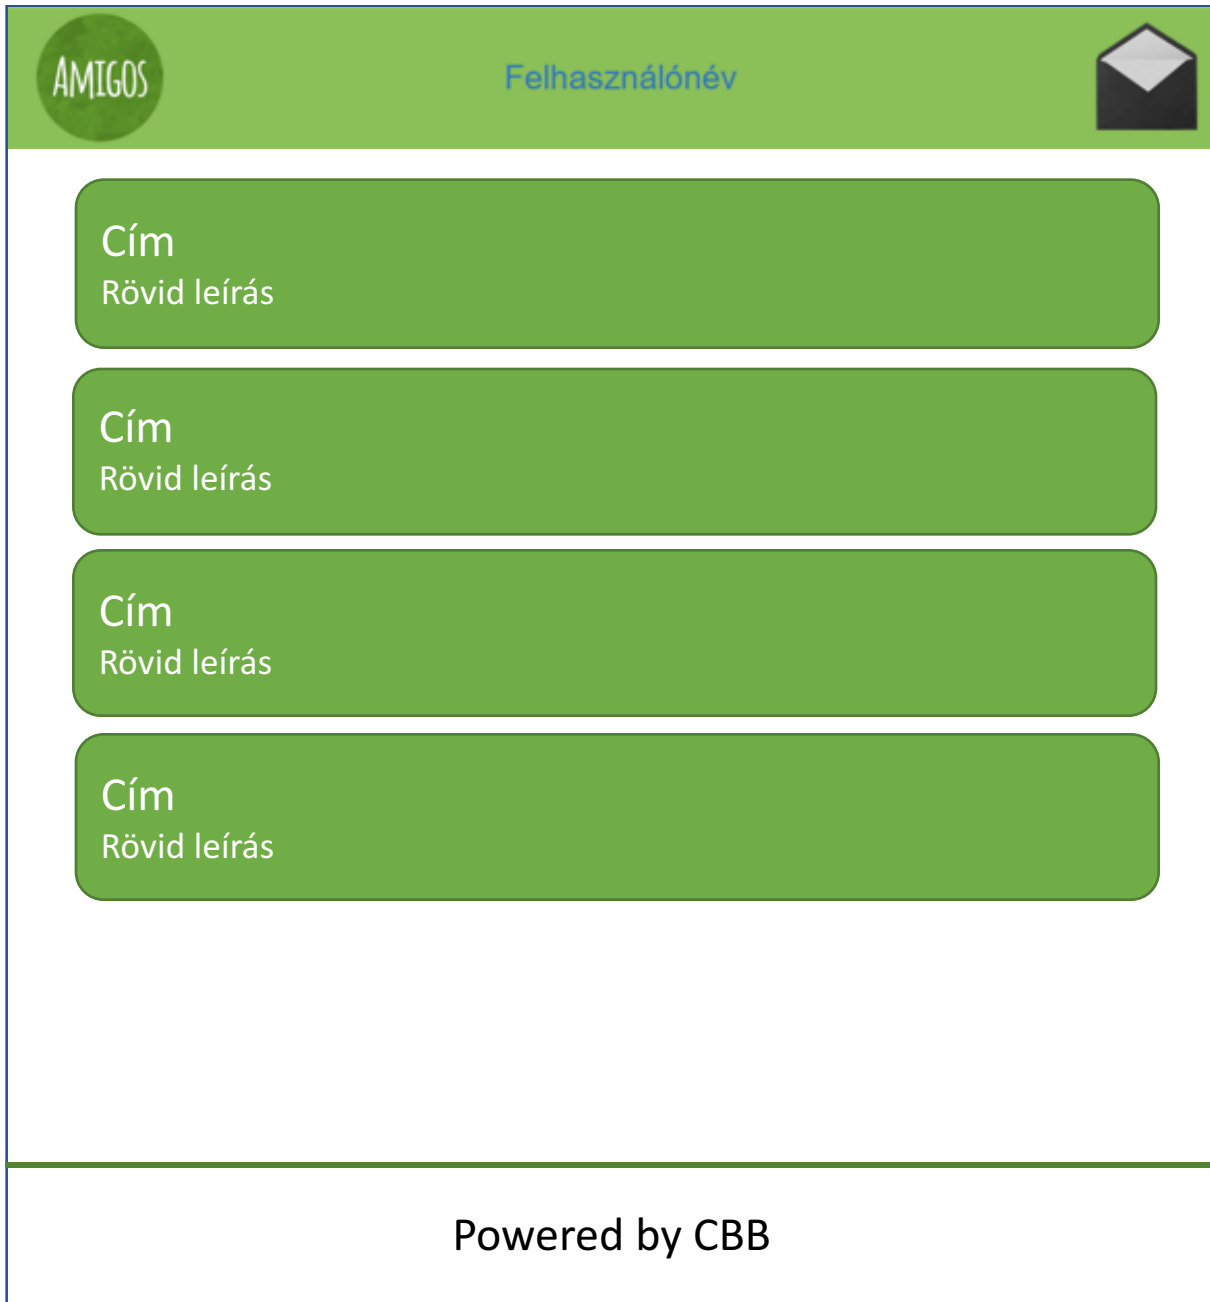 AMIGOS
Felhasználónév
Cím
Rövid leírás
Cím
Rövid leírás
Cím
Rövid leírás
Cím
Rövid leírás
Powered by CBB